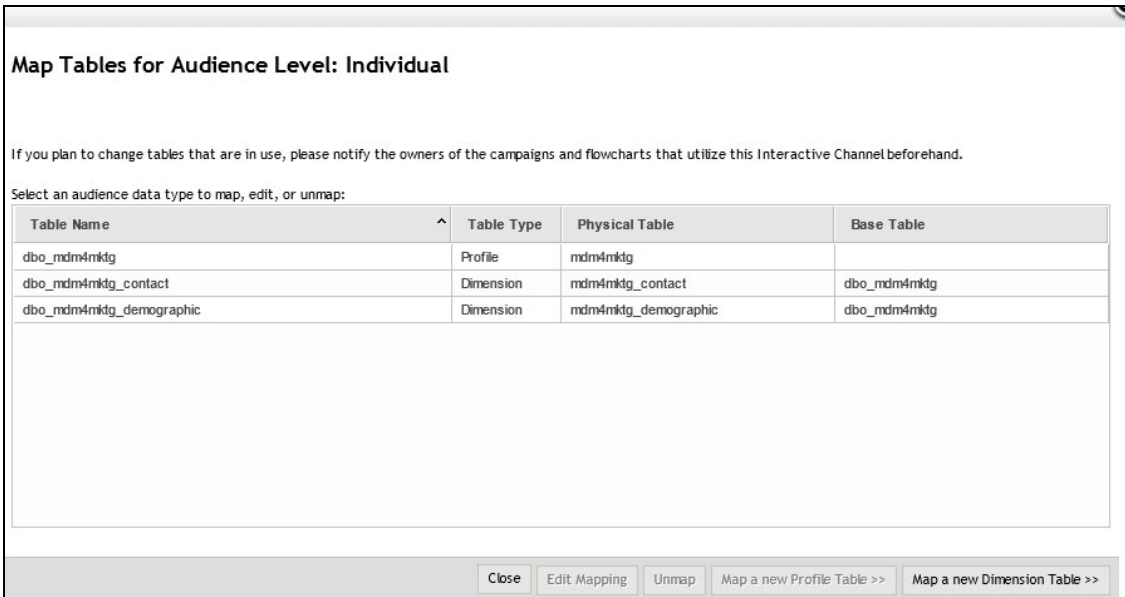 Map Tables for Audience Level: Individual
If you plan to change tables that are in use, please notify the owners of the campaigns and flowcharts that utilize this Interactive Channel beforehand.
Select an audience data type to map, edit, or unmap:
Table Name Table Type Physical Table Base Table
dbo_mdm4mktg Profile mdm4mktg
dbo_mdm4mktg_contact Dimension mdm4mktg_contact dbo_mdm4mktg
dbo_mdm4mktg_demographic Dimension mdm4mktg_demographic dbo_mdm4mktg
Close Edit Mapping Unmap Map a new Profile Table >> Map a new Dimension Table >>